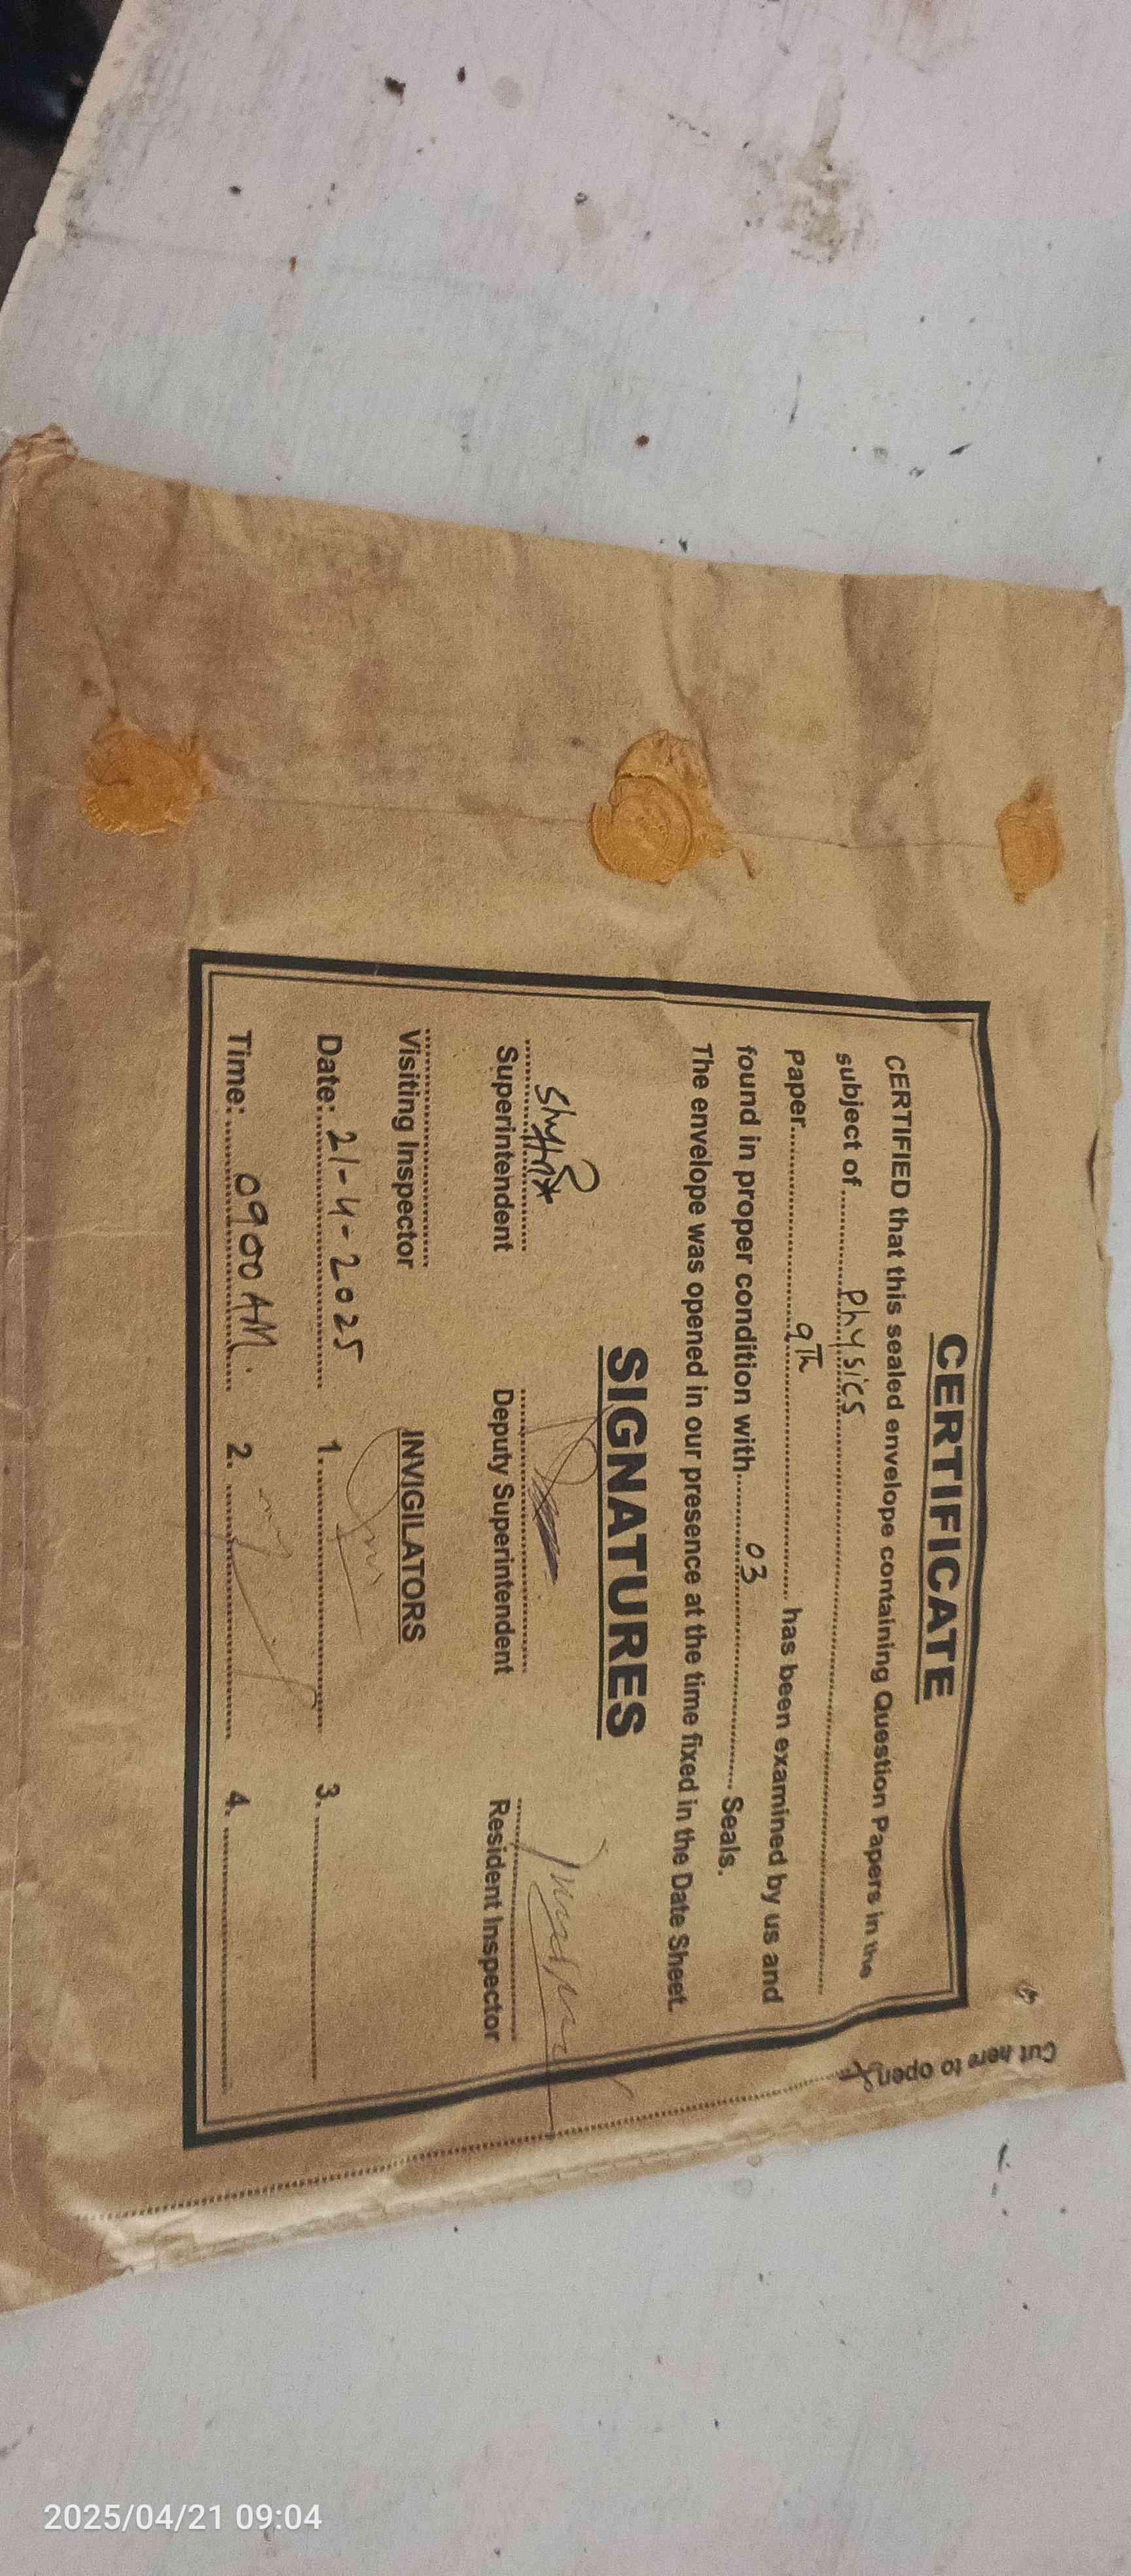 CERTIFICATE
CERTIFIED that this sealed envelope containing Question Papers in the
subject of..........Physics..........
Paper..........9Th.......... has been examined by us and
found in proper condition with..........03.......... Seals.
The envelope was opened in our presence at the time fixed in the Date Sheet.
SIGNATURES
Superintendent Deputy Superintendent Resident Inspector
Visiting Inspector INVIGILATORS
Date: 21-4-2025 1. 3.
Time: 0900 AM. 2. 4.
Cut here to open
2025/04/21 09:04